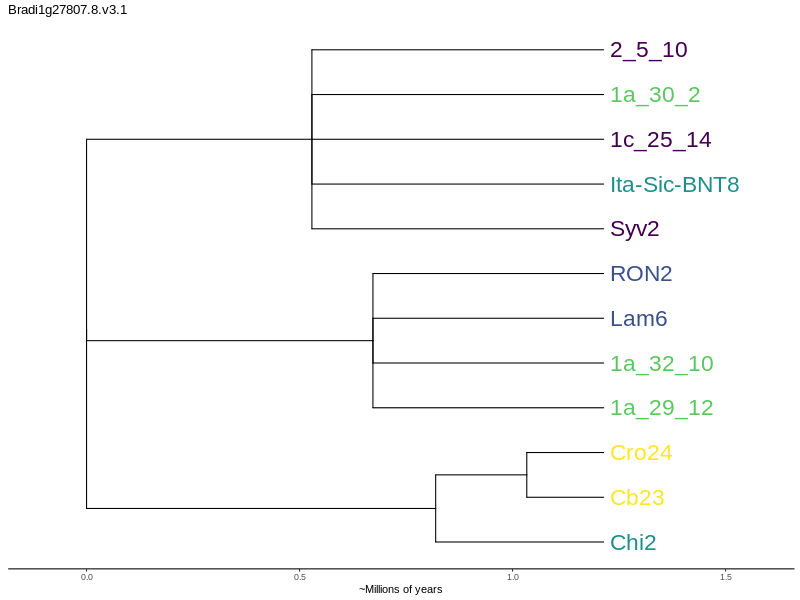 Bradi1g27807.8.v3.1
2_5_10
1a_30_2
1c_25_14
Ita-Sic-BNT8
Syv2
RON2
Lam6
1a_32_10
1a_29_12
Cro24
Cb23
Chi2
0.0 0.5 1.0 1.5
~Millions of years